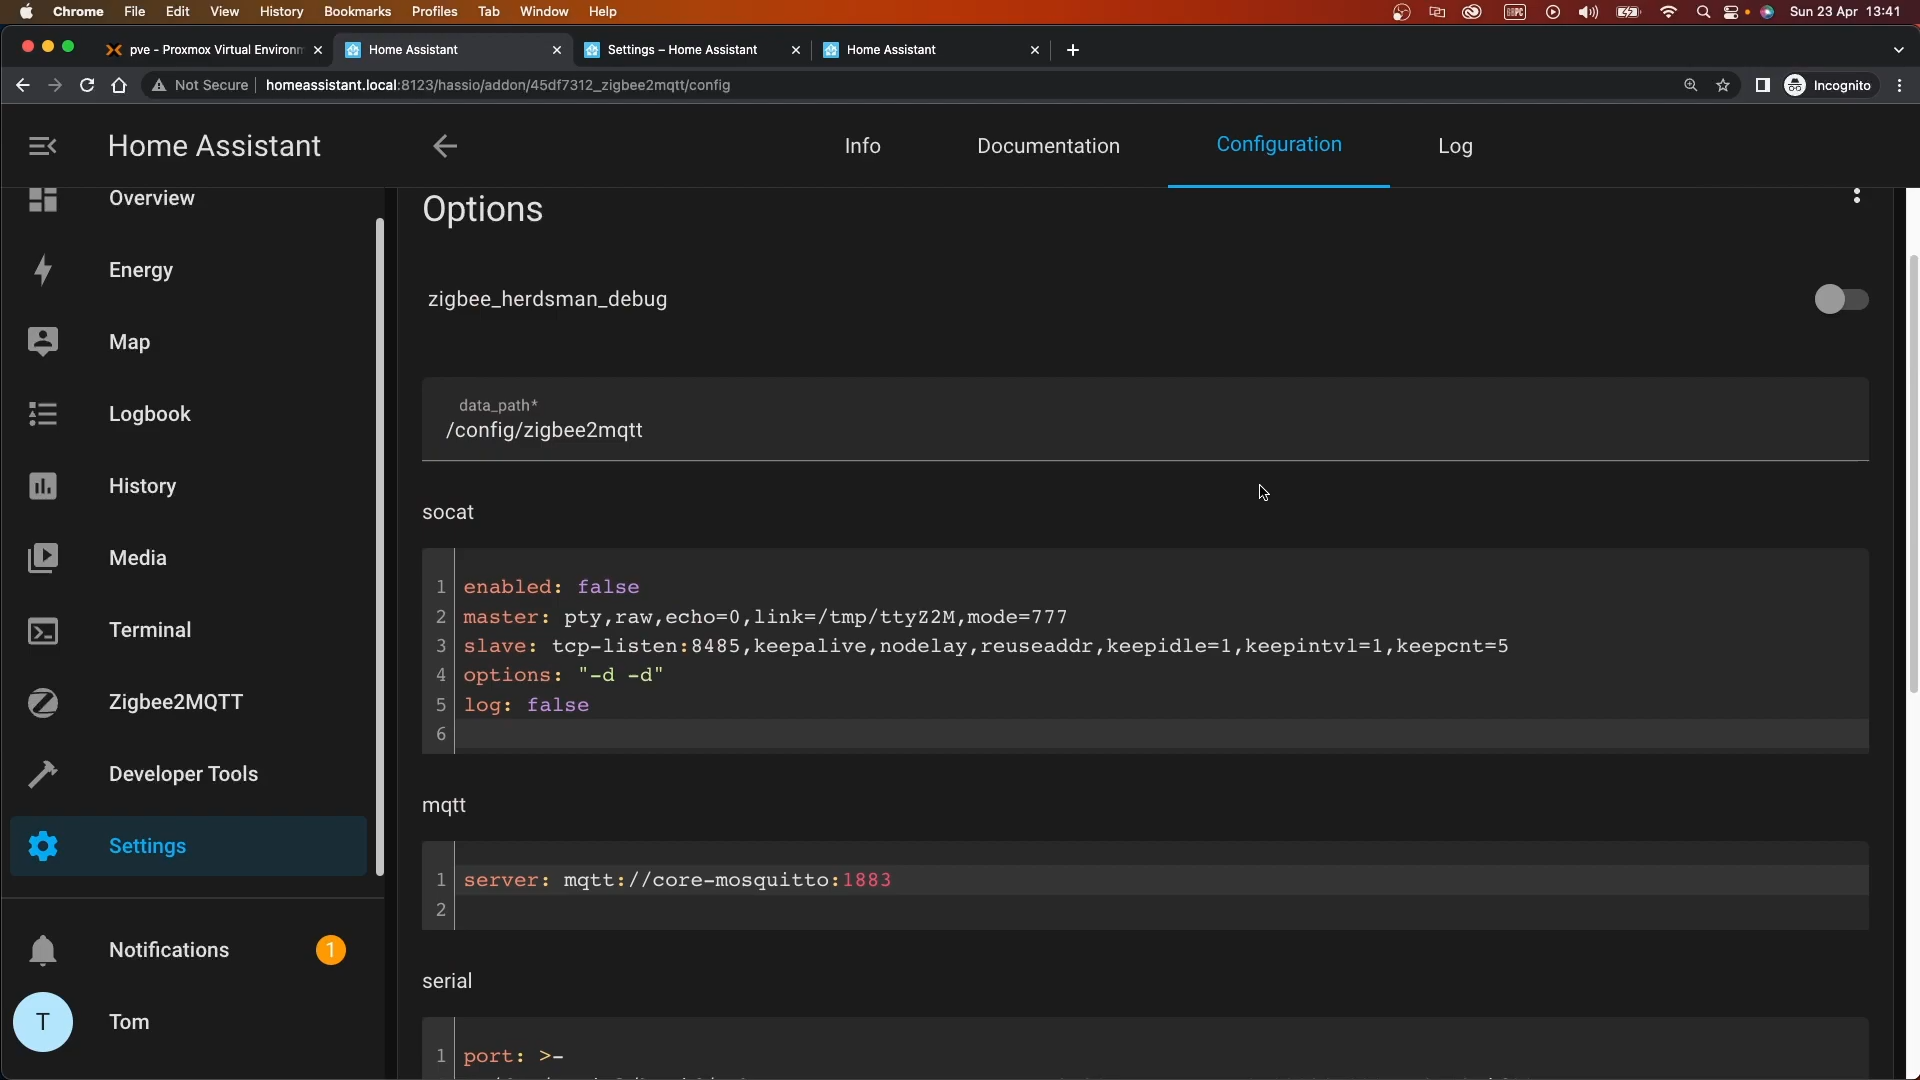 Chrome File Edit View History Bookmarks Profiles Tab Window Help Sun 23 Apr 13:41
pve - Proxmox Virtual Environm Home Assistant Settings – Home Assistant Home Assistant
Not Secure homeassistant.local:8123/hassio/addon/45df7312_zigbee2mqtt/config Incognito
Home Assistant Info Documentation Configuration Log
Overview
Energy
Map
Logbook
History
Media
Terminal
Zigbee2MQTT
Developer Tools
Settings
Notifications 1
T Tom
Options
zigbee_herdsman_debug
data_path*
/config/zigbee2mqtt
socat
1 enabled: false
2 master: pty,raw,echo=0,link=/tmp/ttyZ2M,mode=777
3 slave: tcp-listen:8485,keepalive,nodelay,reuseaddr,keepidle=1,keepintvl=1,keepcnt=5
4 options: "-d -d"
5 log: false
6
mqtt
1 server: mqtt://core-mosquitto:1883
2
serial
1 port: >-